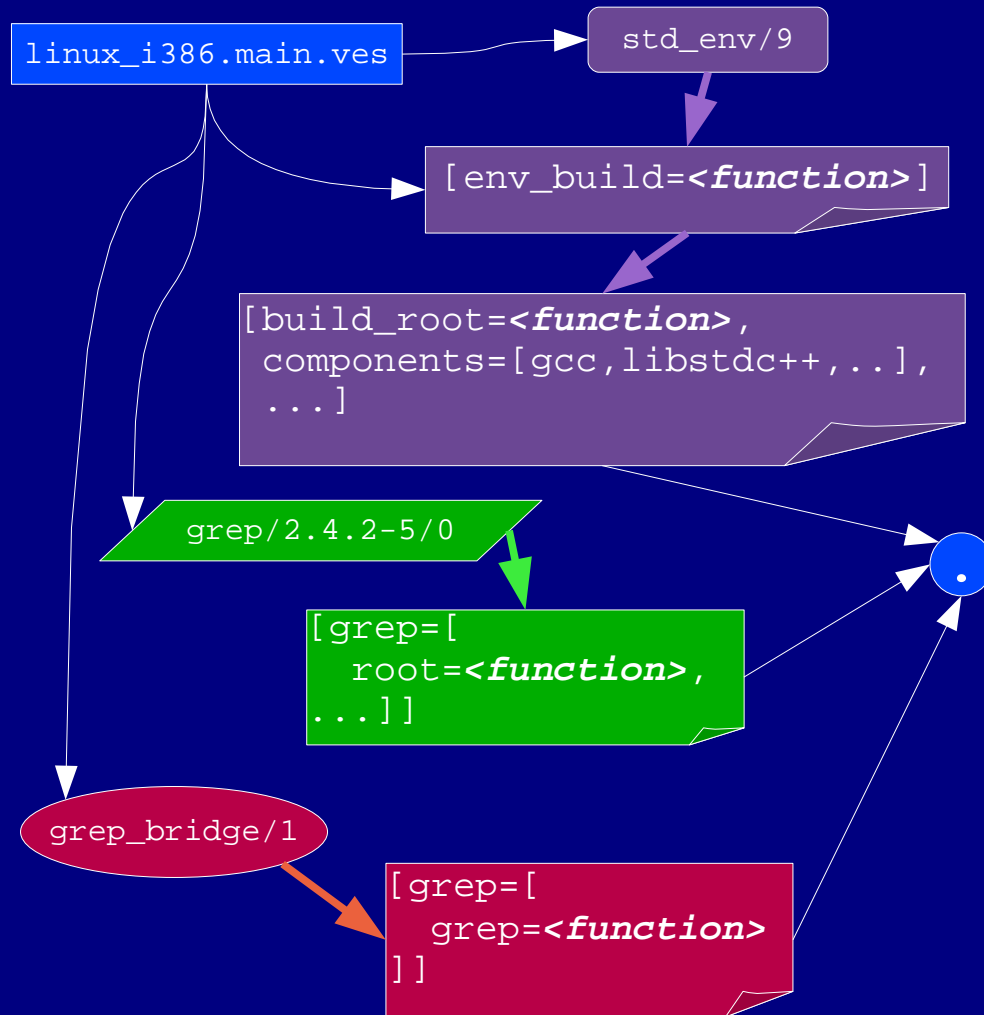 linux_i386.main.ves
std_env/9
[env_build=<function>]
[build_root=<function>,
components=[gcc,libstdc++,..],
...]
grep/2.4.2-5/0
[grep=[
root=<function>,
...]]
.
grep_bridge/1
[grep=[
grep=<function>
]]